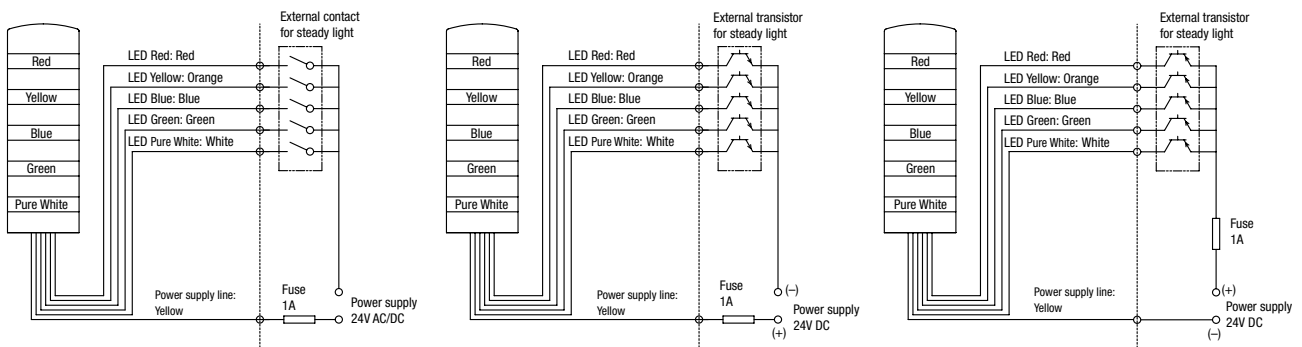 External contact
for steady light
Red
Yellow
Blue
Green
Pure White
LED Red: Red
LED Yellow: Orange
LED Blue: Blue
LED Green: Green
LED Pure White: White
Power supply line:
Yellow
Fuse
1A
Power supply
24V AC/DC
External transistor
for steady light
Red
Yellow
Blue
Green
Pure White
LED Red: Red
LED Yellow: Orange
LED Blue: Blue
LED Green: Green
LED Pure White: White
Power supply line:
Yellow
Fuse
1A
(–)
(+)
Power supply
24V DC
External transistor
for steady light
Red
Yellow
Blue
Green
Pure White
LED Red: Red
LED Yellow: Orange
LED Blue: Blue
LED Green: Green
LED Pure White: White
Fuse
1A
Power supply line:
Yellow
(+)
Power supply
24V DC
(–)